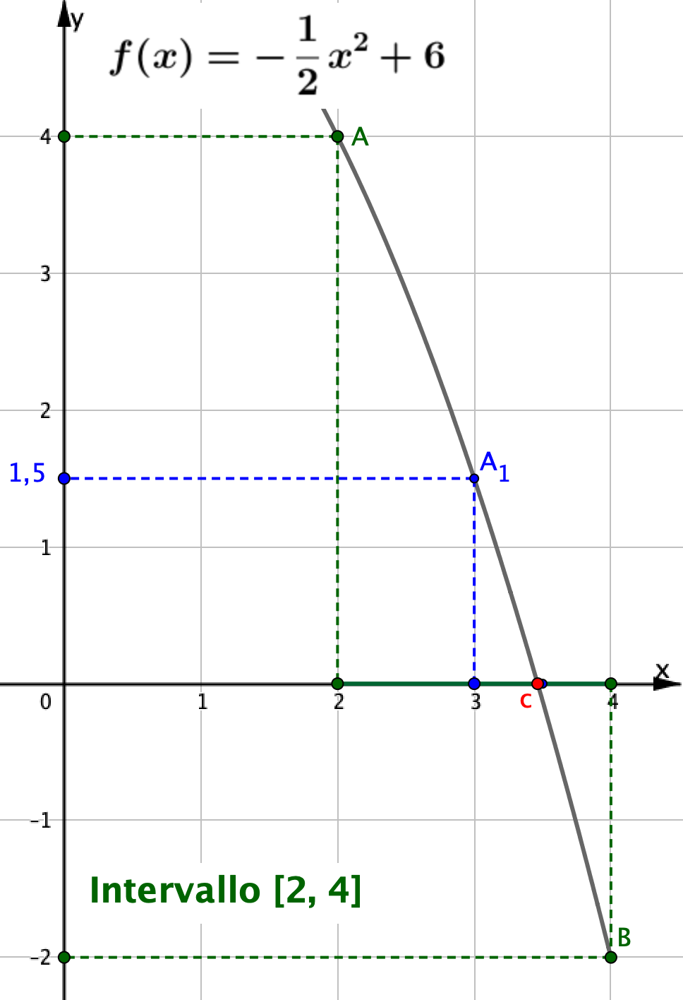 y
f(x) = −1/2 x² + 6
4 A
3
2
1,5 A₁
1
x
0 1 2 3 c 4
-1
Intervallo [2, 4]
B
-2